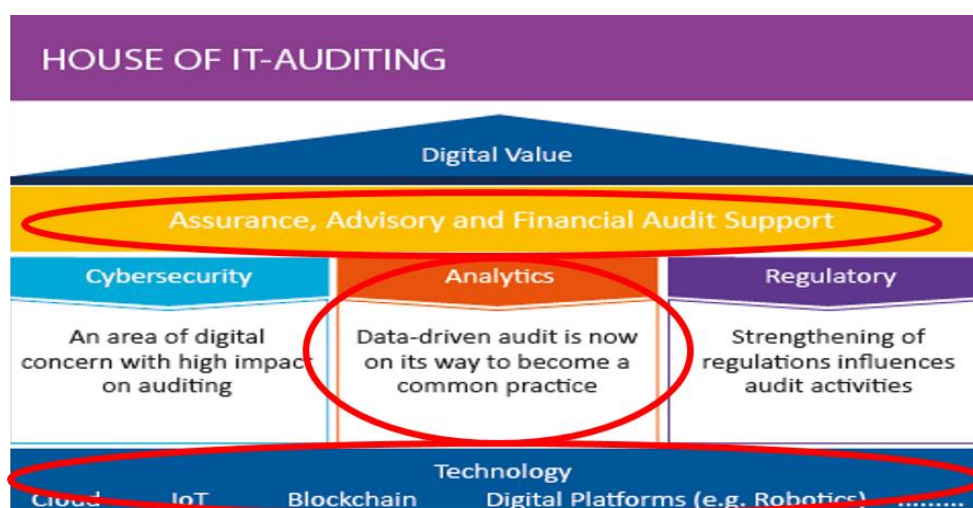 HOUSE OF IT-AUDITING
Digital Value
Assurance, Advisory and Financial Audit Support
Cybersecurity
An area of digital
concern with high impact
on auditing
Analytics
Data-driven audit is now
on its way to become a
common practice
Regulatory
Strengthening of
regulations influences
audit activities
Technology
Cloud IoT Blockchain Digital Platforms (e.g. Robotics) .........